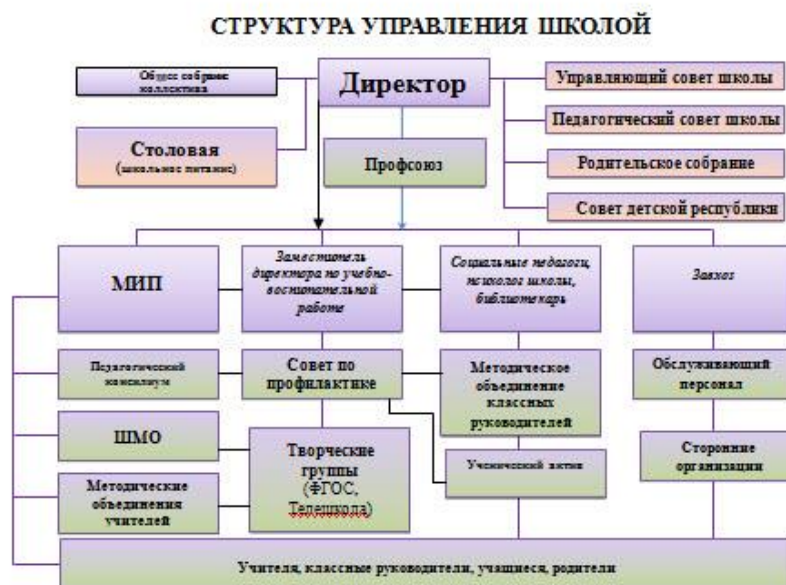 СТРУКТУРА УПРАВЛЕНИЯ ШКОЛОЙ
Общее собрание
коллектива
Директор
Управляющий совет школы
Педагогический совет школы
Родительское собрание
Совет детской республики
Столовая
(школьное питание)
Профсоюз
МИП
Заместитель
директора по учебно-
воспитательной
работе
Социальные педагоги,
психолог школы,
библиотекарь
Завхоз
Педагогический
консилиум
Совет по
профилактике
Методическое
объединение
классных
руководителей
Обслуживающий
персонал
ШМО
Творческие
группы
(ФГОС,
Телешкола)
Ученический актив
Сторонние
организации
Методические
объединения
учителей
Учителя, классные руководители, учащиеся, родители